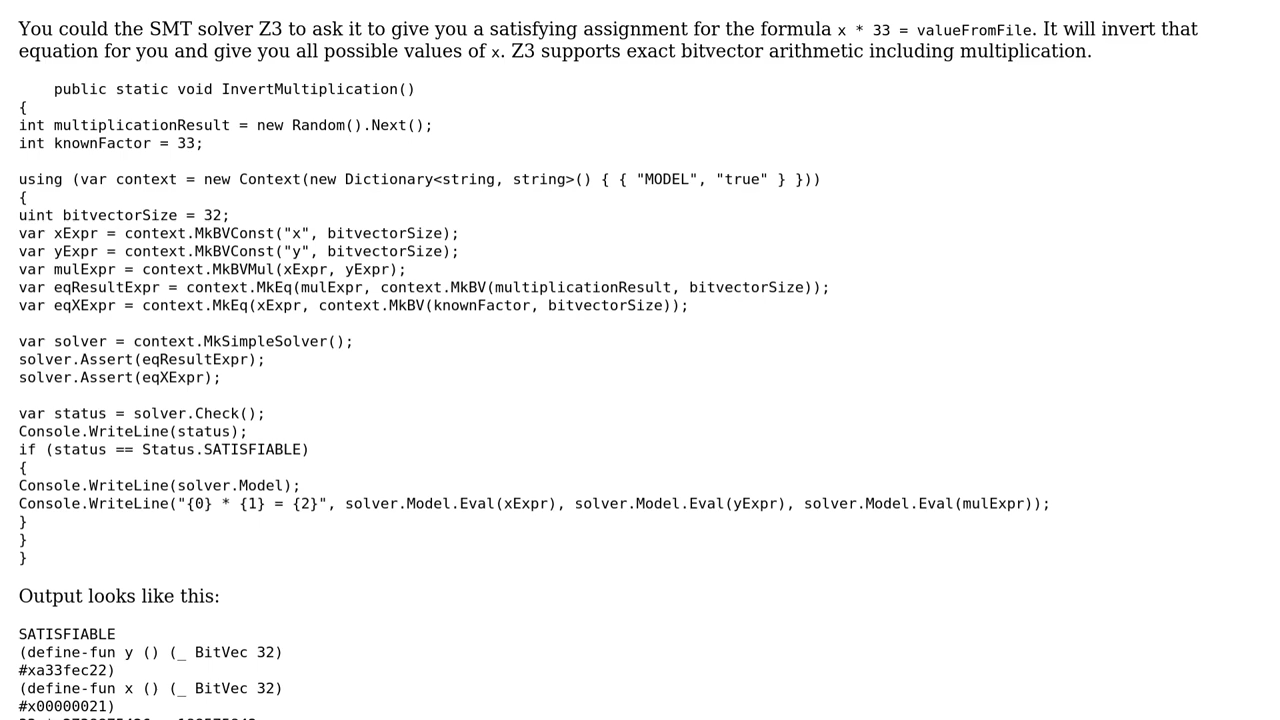 You could the SMT solver Z3 to ask it to give you a satisfying assignment for the formula x * 33 = valueFromFile. It will invert that
equation for you and give you all possible values of x. Z3 supports exact bitvector arithmetic including multiplication.
public static void InvertMultiplication()
{
int multiplicationResult = new Random().Next();
int knownFactor = 33;
using (var context = new Context(new Dictionary<string, string>() { { "MODEL", "true" } }))
{
uint bitvectorSize = 32;
var xExpr = context.MkBVConst("x", bitvectorSize);
var yExpr = context.MkBVConst("y", bitvectorSize);
var mulExpr = context.MkBVMul(xExpr, yExpr);
var eqResultExpr = context.MkEq(mulExpr, context.MkBV(multiplicationResult, bitvectorSize));
var eqXExpr = context.MkEq(xExpr, context.MkBV(knownFactor, bitvectorSize));
var solver = context.MkSimpleSolver();
solver.Assert(eqResultExpr);
solver.Assert(eqXExpr);
var status = solver.Check();
Console.WriteLine(status);
if (status == Status.SATISFIABLE)
{
Console.WriteLine(solver.Model);
Console.WriteLine("{0} * {1} = {2}", solver.Model.Eval(xExpr), solver.Model.Eval(yExpr), solver.Model.Eval(mulExpr));
}
}
}
Output looks like this:
SATISFIABLE
(define-fun y () (_ BitVec 32)
#xa33fec22)
(define-fun x () (_ BitVec 32)
#x00000021)